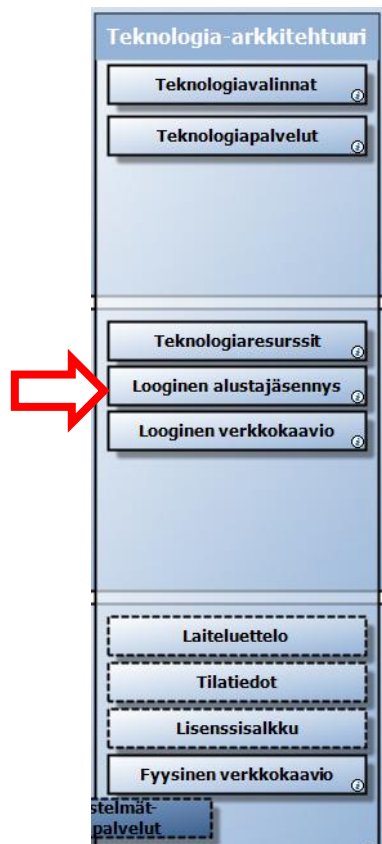 Teknologia-arkkitehtuuri
Teknologiavalinnat
Teknologiapalvelut
Teknologiaresurssit
Looginen alustajäsennys
Looginen verkkokaavio
Laiteluettelo
Tilatiedot
Lisenssisalkku
Fyysinen verkkokaavio
stelmät-
palvelut